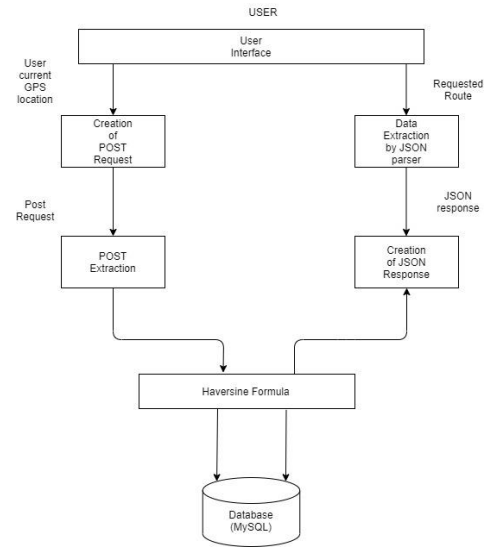 USER
User
Interface
User
current
GPS
location
Requested
Route
Creation
of
POST
Request
Data
Extraction
by JSON
parser
Post
Request
JSON
response
POST
Extraction
Creation
of JSON
Response
Haversine Formula
Database
(MySQL)